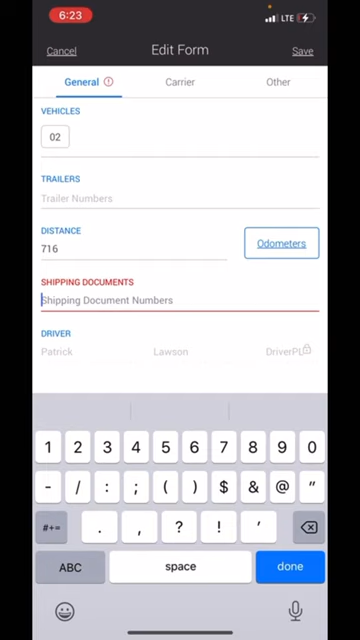 6:23 LTE
Cancel Edit Form Save
General Carrier Other
VEHICLES
02
TRAILERS
Trailer Numbers
DISTANCE
716 Odometers
SHIPPING DOCUMENTS
Shipping Document Numbers
DRIVER
Patrick Lawson DriverPL
1 2 3 4 5 6 7 8 9 0
- / : ; ( ) $ & @ "
#+= . , ? ! '
ABC space done